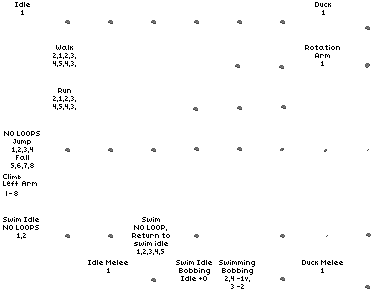 Idle
1
Duck
1
Walk
2,1,2,3,
4,5,4,3,
Rotation
Arm
1
Run
2,1,2,3,
4,5,4,3,
NO LOOPS
Jump
1,2,3,4
Fall
5,6,7,8
Climb
Left Arm
1-8
Swim Idle
NO LOOPS
1,2
Swim
NO LOOP,
Return to
swim idle
1,2,3,4,5
Idle Melee
1
Swim Idle
Bobbing
Idle +0
Swimming
Bobbing
2,4 -1v,
3 -2
Duck Melee
1